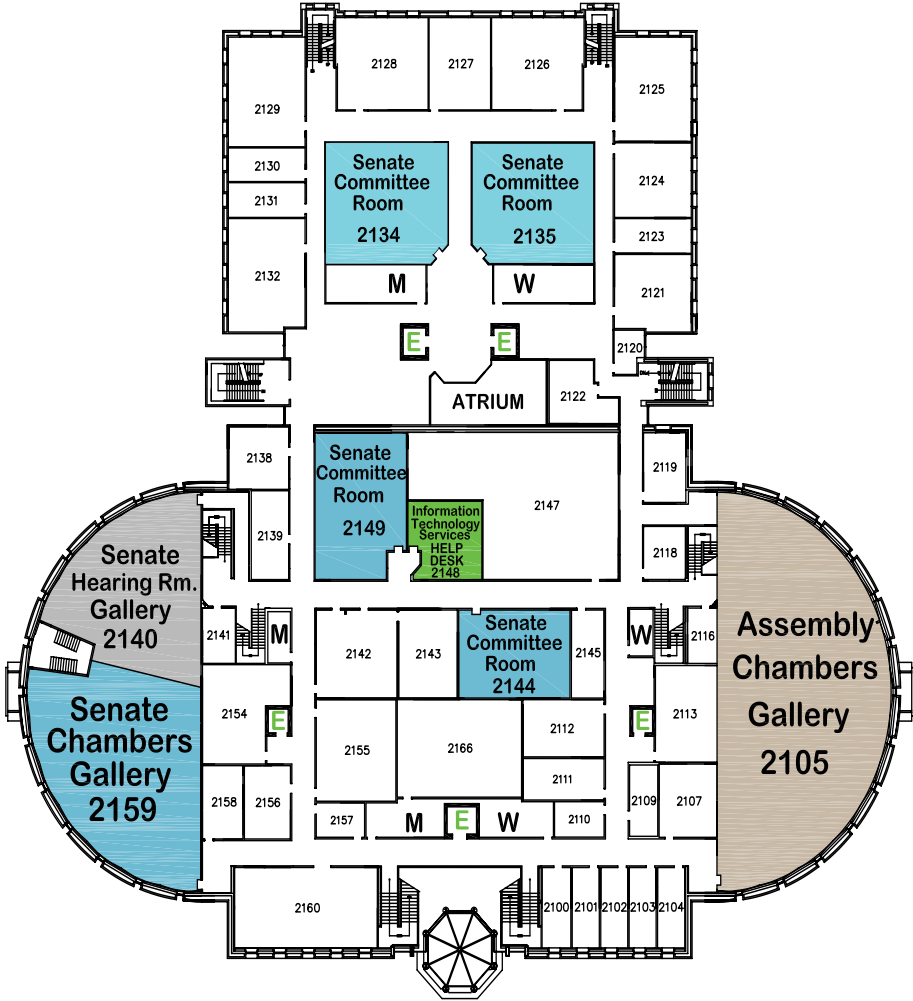 2128
2127
2126
2125
2129
2130
2131
2132
Senate
Committee
Room
2134
Senate
Committee
Room
2135
2124
2123
2121
M
W
E
E
2120
2122
ATRIUM
2138
2139
Senate
Committee
Room
2149
Information
Technology
Services
HELP
DESK
2148
2147
2119
2118
Senate
Hearing Rm.
Gallery
2140
2141
M
2142
2143
Senate
Committee
Room
2144
2145
W
2116
Assembly
Chambers
Gallery
2105
Senate
Chambers
Gallery
2159
2154
E
2155
2166
2112
2111
E
2113
2158
2156
2157
M
E
W
2110
2109
2107
2160
2100
2101
2102
2103
2104